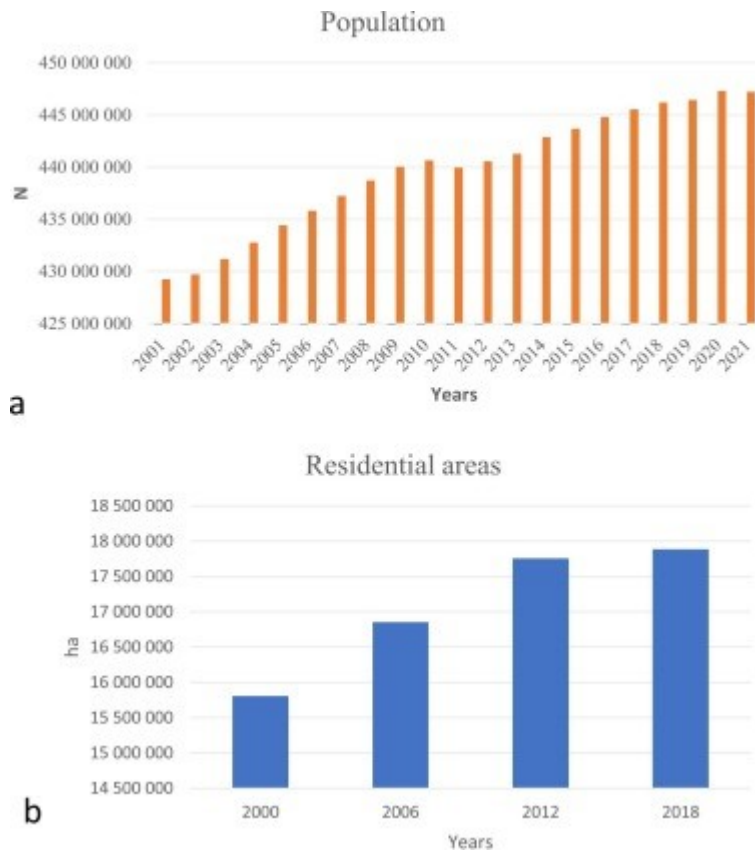 Population
450 000 000
445 000 000
440 000 000
435 000 000
430 000 000
425 000 000
N
2001 2002 2003 2004 2005 2006 2007 2008 2009 2010 2011 2012 2013 2014 2015 2016 2017 2018 2019 2020 2021
Years
a
Residential areas
18 500 000
18 000 000
17 500 000
17 000 000
16 500 000
16 000 000
15 500 000
15 000 000
14 500 000
ha
2000 2006 2012 2018
Years
b